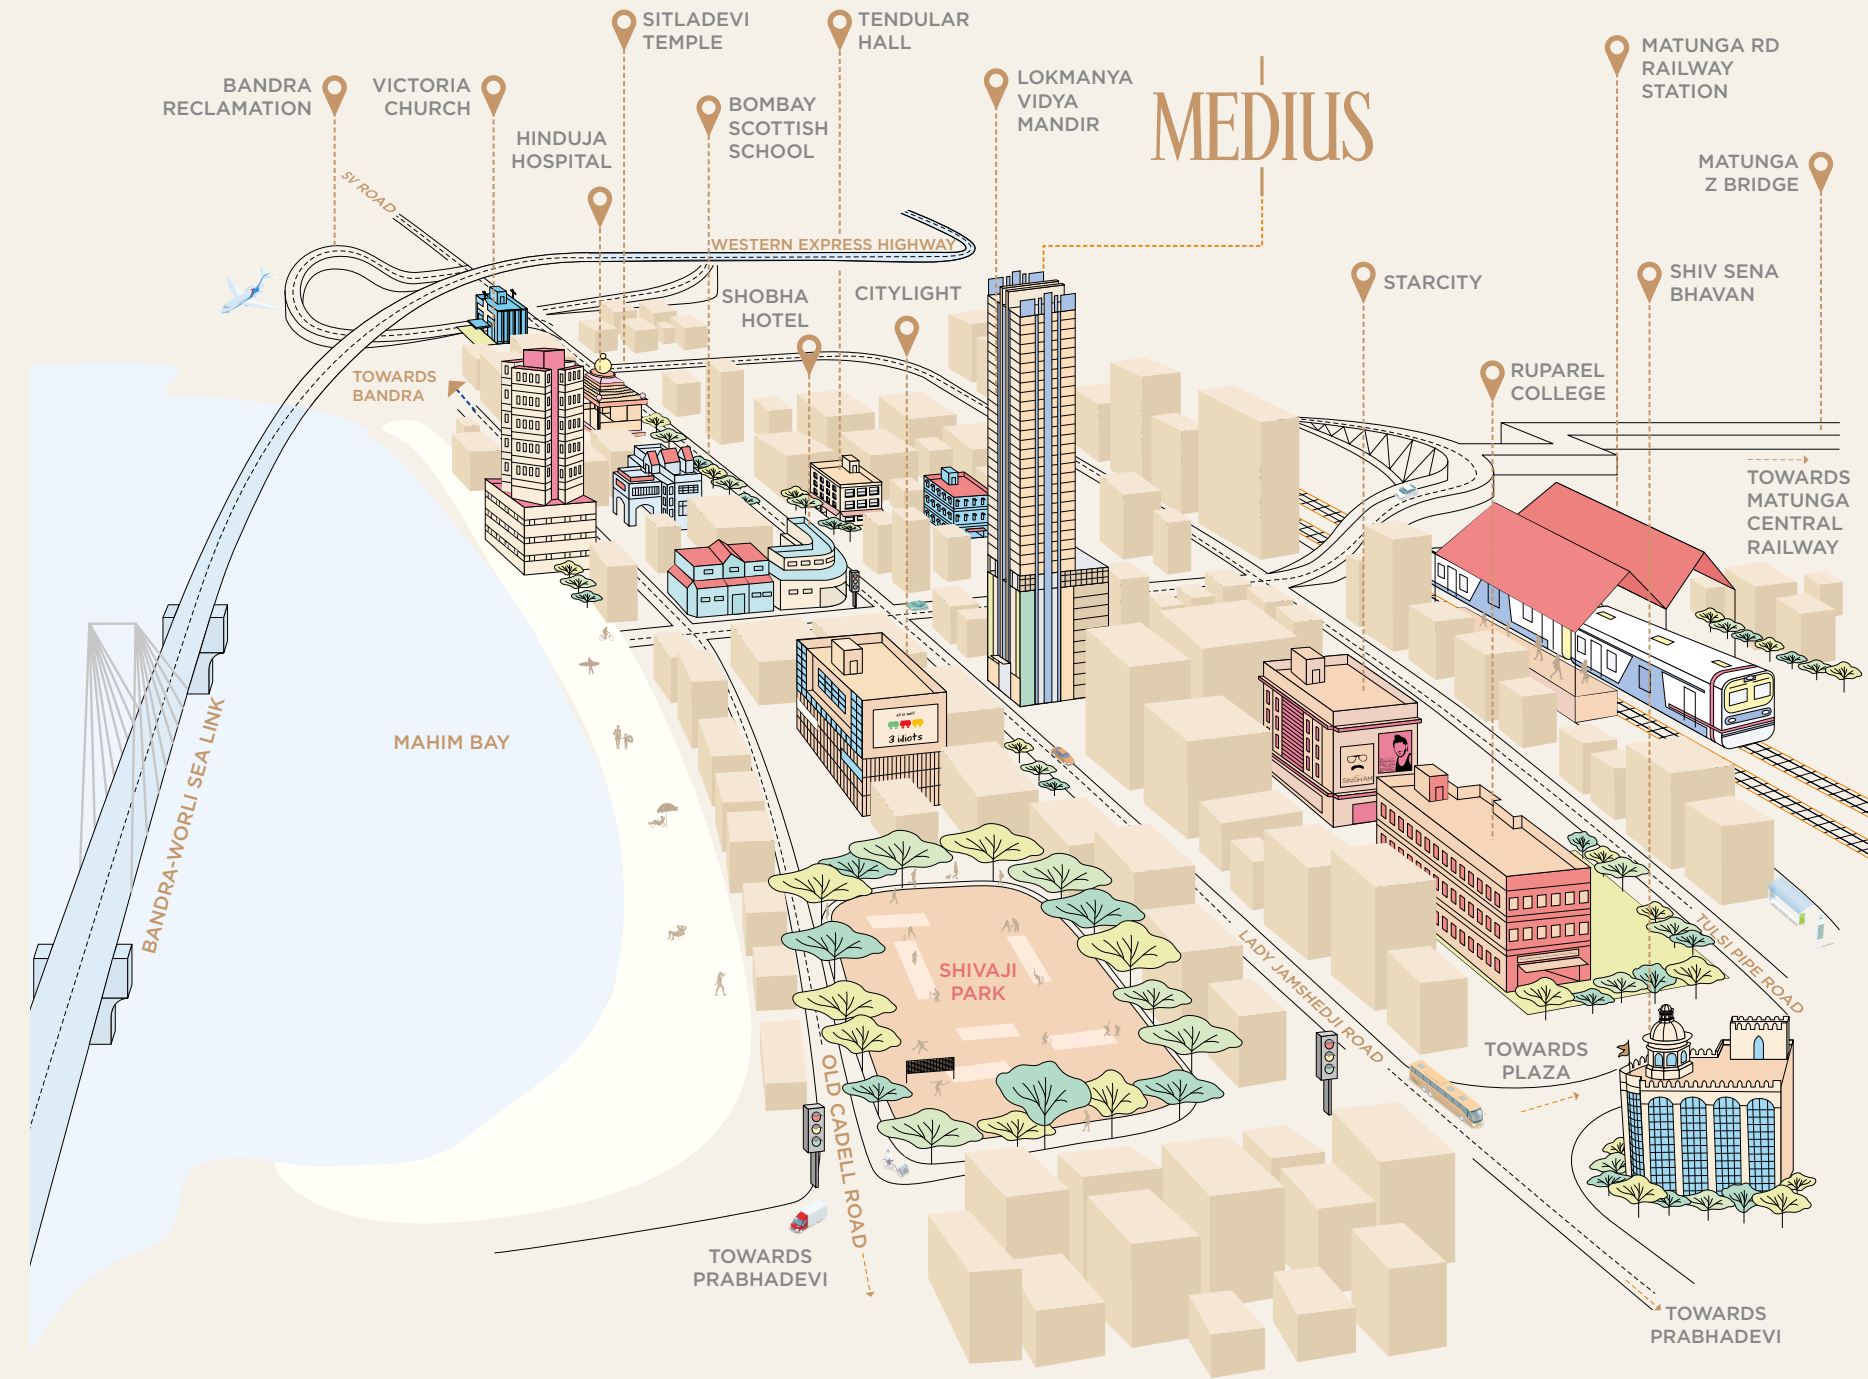 SITLADEVI
TEMPLE
TENDULAR
HALL
MATUNGA RD
RAILWAY
STATION
BANDRA
RECLAMATION
VICTORIA
CHURCH
HINDUJA
HOSPITAL
BOMBAY
SCOTTISH
SCHOOL
LOKMANYA
VIDYA
MANDIR
MEDIUS
MATUNGA
Z BRIDGE
SV ROAD
WESTERN EXPRESS HIGHWAY
SHOBHA
HOTEL
CITYLIGHT
STARCITY
SHIV SENA
BHAVAN
RUPAREL
COLLEGE
TOWARDS
BANDRA
TOWARDS
MATUNGA
CENTRAL
RAILWAY
MAHIM BAY
BANDRA-WORLI SEA LINK
3 idiots
SINGHAM
SHIVAJI
PARK
LADY JAMSHEDJI ROAD
TULSI PIPE ROAD
OLD CADELL ROAD
TOWARDS
PLAZA
TOWARDS
PRABHADEVI
TOWARDS
PRABHADEVI